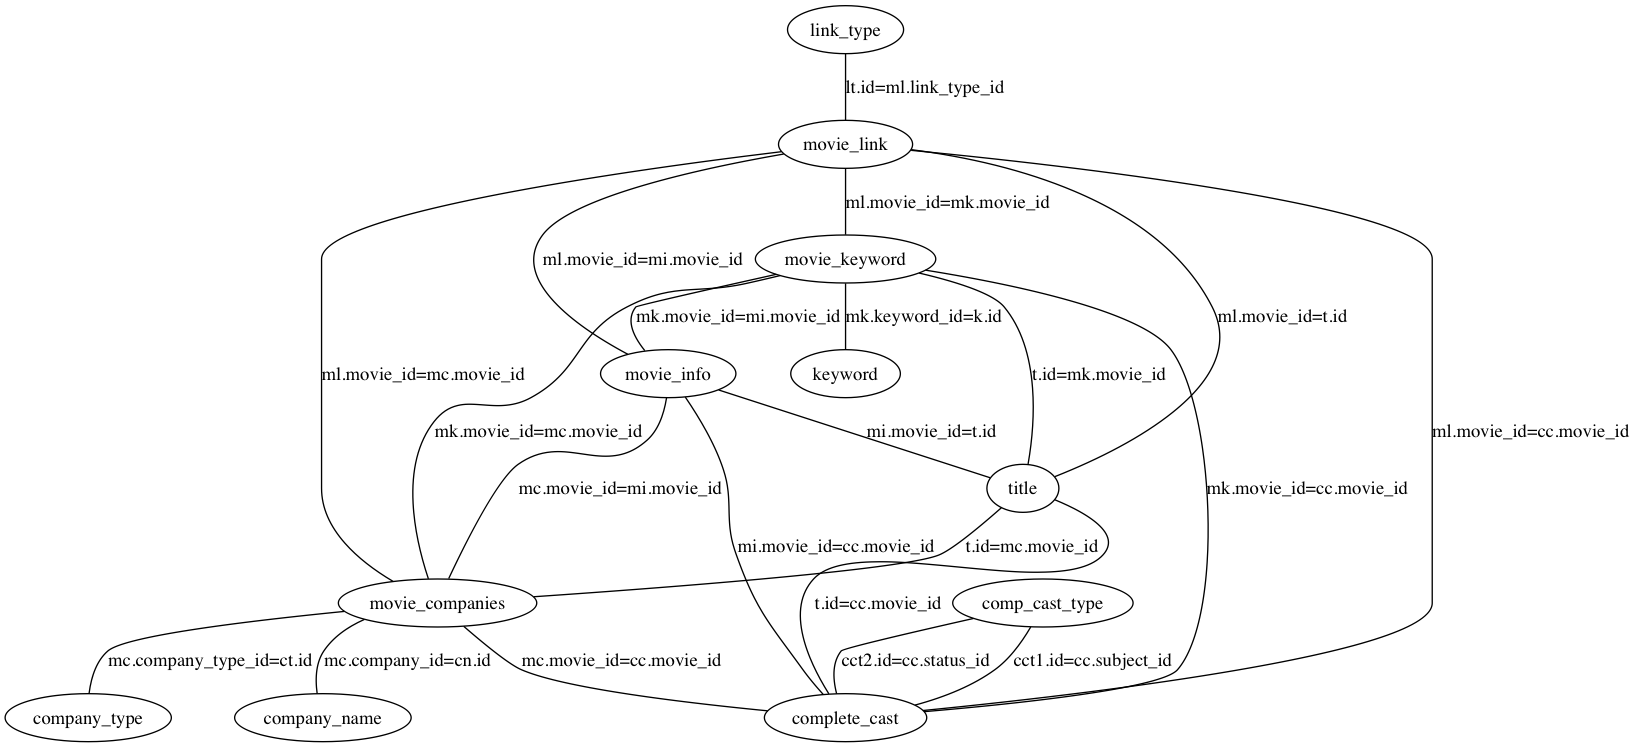 link_type
lt.id=ml.link_type_id
movie_link
ml.movie_id=mk.movie_id
ml.movie_id=mi.movie_id
movie_keyword
mk.movie_id=mi.movie_id
mk.keyword_id=k.id
ml.movie_id=t.id
ml.movie_id=mc.movie_id
movie_info
keyword
t.id=mk.movie_id
mk.movie_id=mc.movie_id
mi.movie_id=t.id
ml.movie_id=cc.movie_id
mc.movie_id=mi.movie_id
title
mk.movie_id=cc.movie_id
mi.movie_id=cc.movie_id
t.id=mc.movie_id
movie_companies
t.id=cc.movie_id
comp_cast_type
mc.company_type_id=ct.id
mc.company_id=cn.id
mc.movie_id=cc.movie_id
cct2.id=cc.status_id
cct1.id=cc.subject_id
company_type
company_name
complete_cast